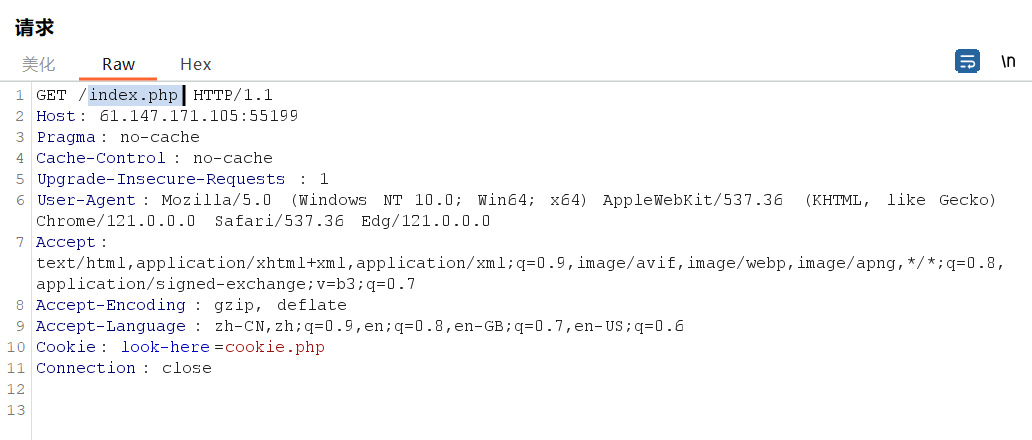 请求
美化 Raw Hex \n
1 GET /index.php HTTP/1.1
2 Host: 61.147.171.105:55199
3 Pragma: no-cache
4 Cache-Control: no-cache
5 Upgrade-Insecure-Requests: 1
6 User-Agent: Mozilla/5.0 (Windows NT 10.0; Win64; x64) AppleWebKit/537.36 (KHTML, like Gecko)
Chrome/121.0.0.0 Safari/537.36 Edg/121.0.0.0
7 Accept:
text/html,application/xhtml+xml,application/xml;q=0.9,image/avif,image/webp,image/apng,*/*;q=0.8,
application/signed-exchange;v=b3;q=0.7
8 Accept-Encoding: gzip, deflate
9 Accept-Language: zh-CN,zh;q=0.9,en;q=0.8,en-GB;q=0.7,en-US;q=0.6
10 Cookie: look-here=cookie.php
11 Connection: close
12
13